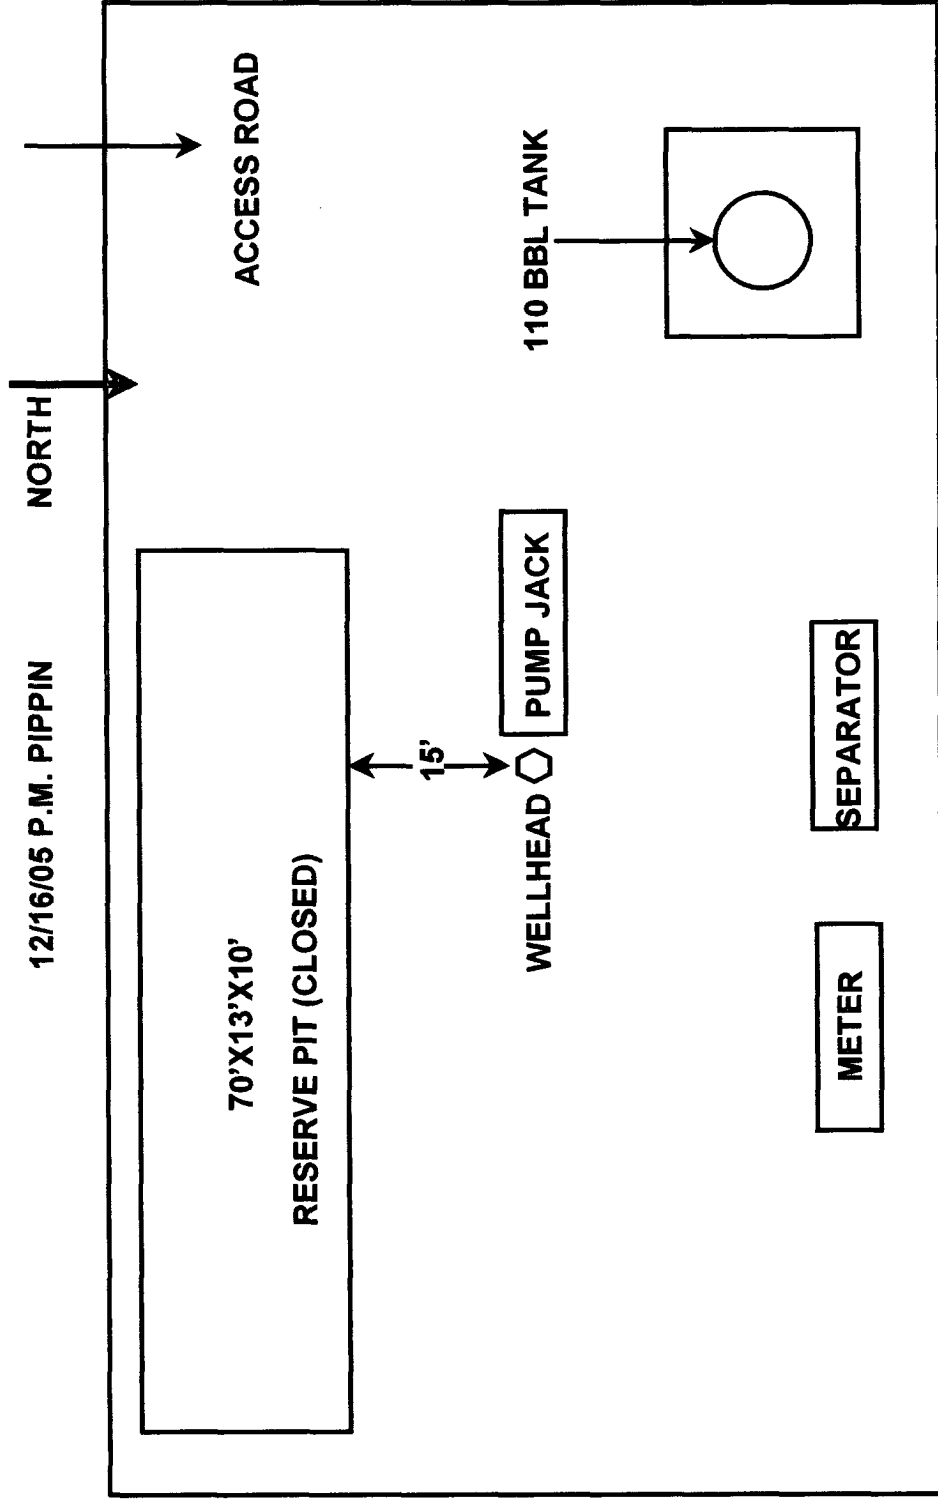 12/16/05 P.M. PIPPIN
NORTH
ACCESS ROAD
70'X13'X10'
RESERVE PIT (CLOSED)
15'
WELLHEAD
PUMP JACK
110 BBL TANK
METER
SEPARATOR